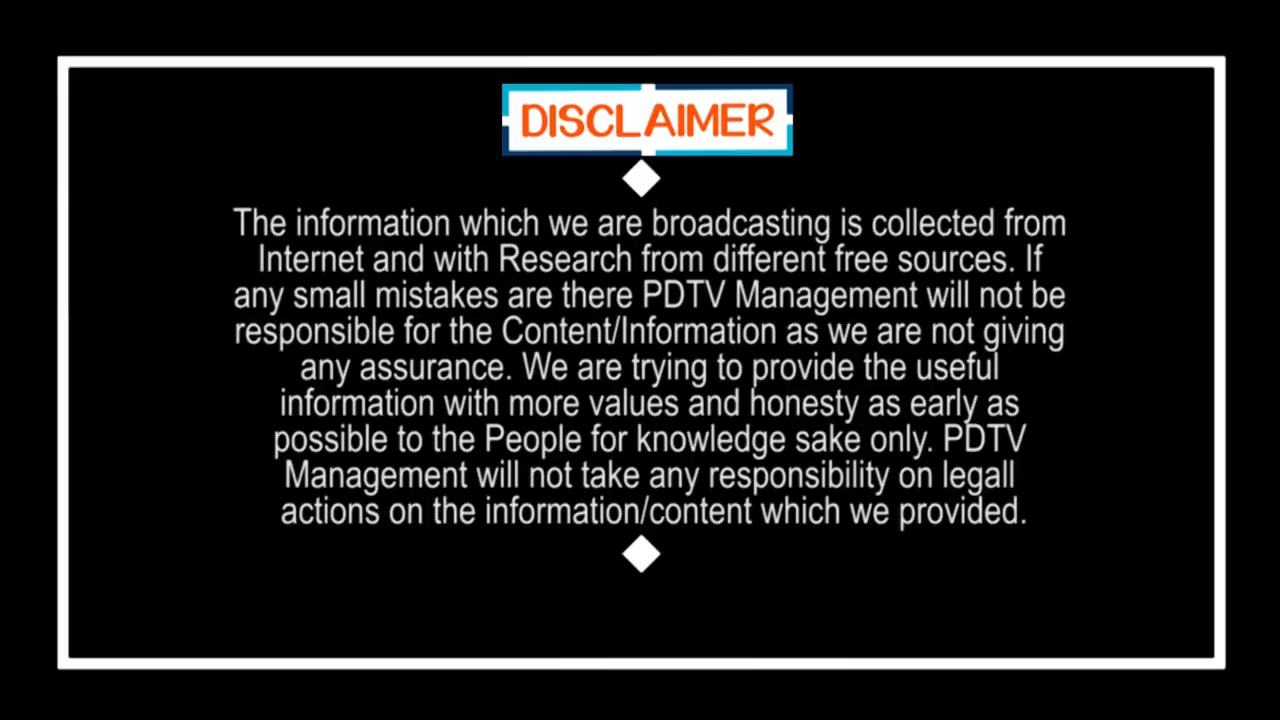 DISCLAIMER
The information which we are broadcasting is collected from
Internet and with Research from different free sources. If
any small mistakes are there PDTV Management will not be
responsible for the Content/Information as we are not giving
any assurance. We are trying to provide the useful
information with more values and honesty as early as
possible to the People for knowledge sake only. PDTV
Management will not take any responsibility on legall
actions on the information/content which we provided.